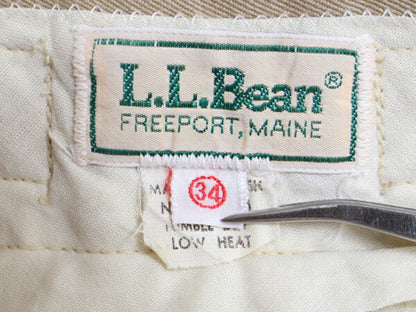 L.L.Bean®
FREEPORT, MAINE
34
LOW HEAT